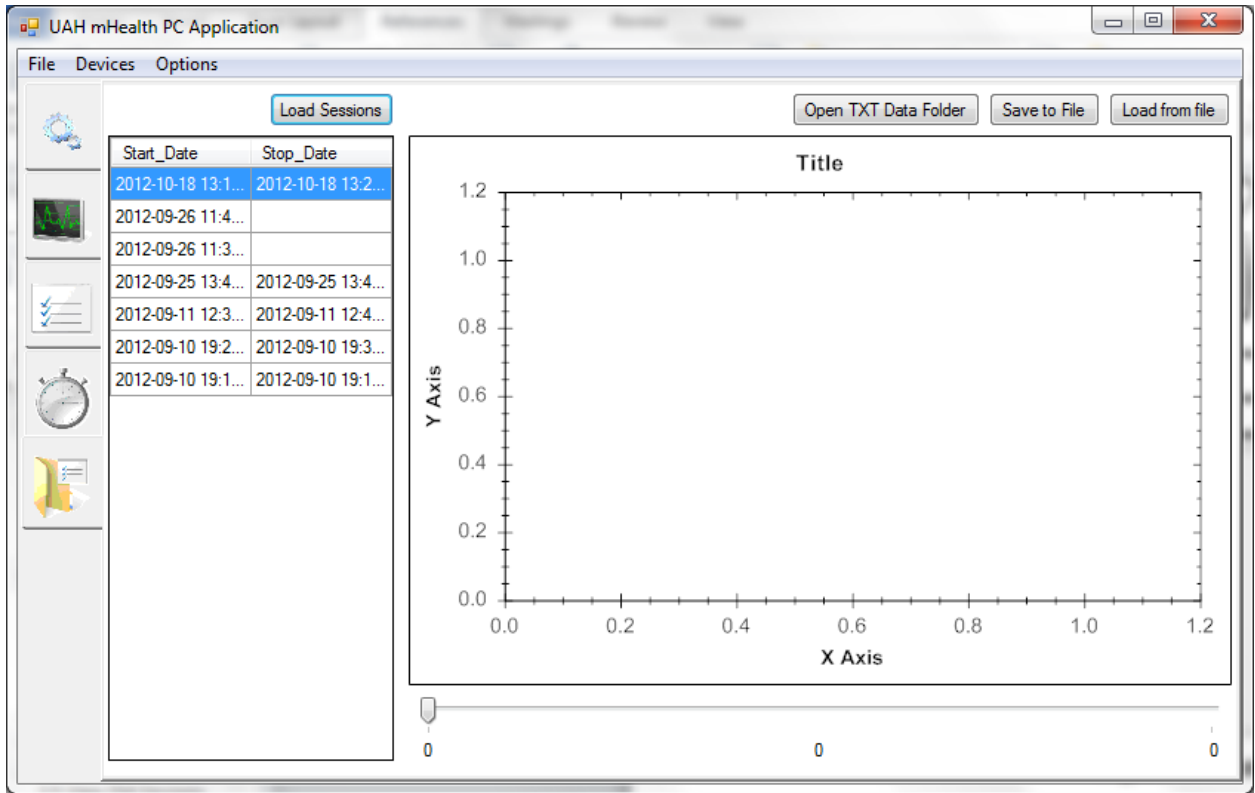 UAH mHealth PC Application
File Devices Options
Load Sessions
Open TXT Data Folder Save to File Load from file
Start_Date Stop_Date
2012-10-18 13:1... 2012-10-18 13:2...
2012-09-26 11:4...
2012-09-26 11:3...
2012-09-25 13:4... 2012-09-25 13:4...
2012-09-11 12:3... 2012-09-11 12:4...
2012-09-10 19:2... 2012-09-10 19:3...
2012-09-10 19:1... 2012-09-10 19:1...
Title
1.2
1.0
0.8
0.6
0.4
0.2
0.0
Y Axis
0.0 0.2 0.4 0.6 0.8 1.0 1.2
X Axis
0 0 0